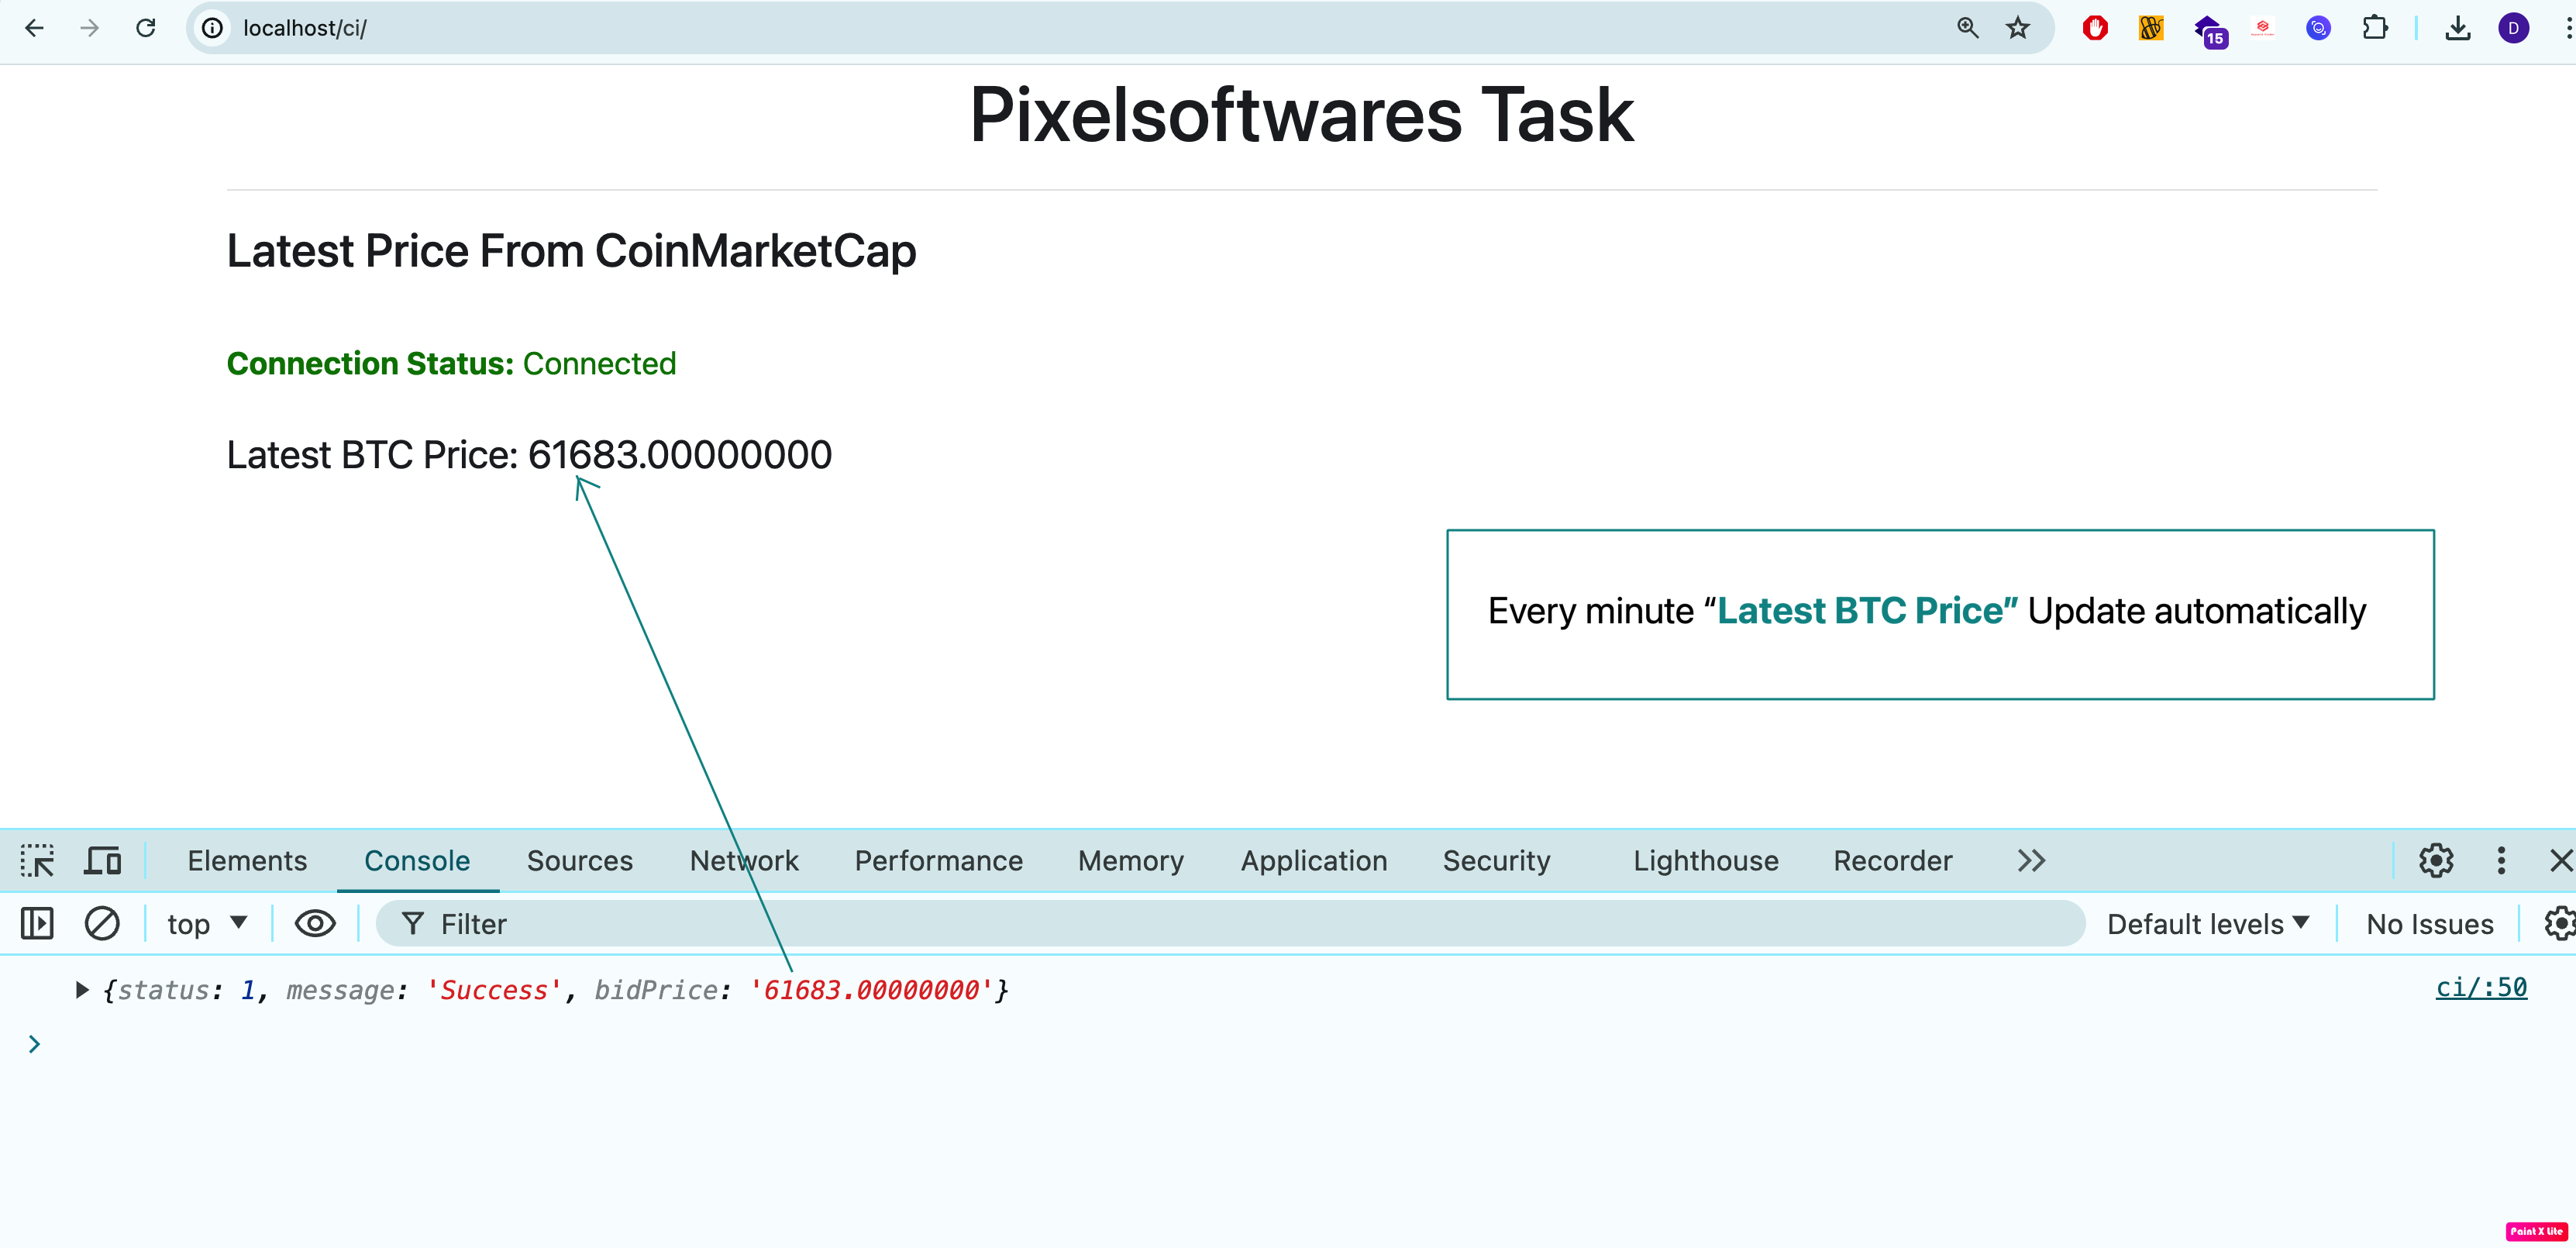 localhost/ci/
15
D
Pixelsoftwares Task
Latest Price From CoinMarketCap
Connection Status: Connected
Latest BTC Price: 61683.00000000
Every minute “Latest BTC Price” Update automatically
Elements Console Sources Network Performance Memory Application Security Lighthouse Recorder
top Filter Default levels No Issues
{status: 1, message: 'Success', bidPrice: '61683.00000000'} ci/:50
Paint X Lite